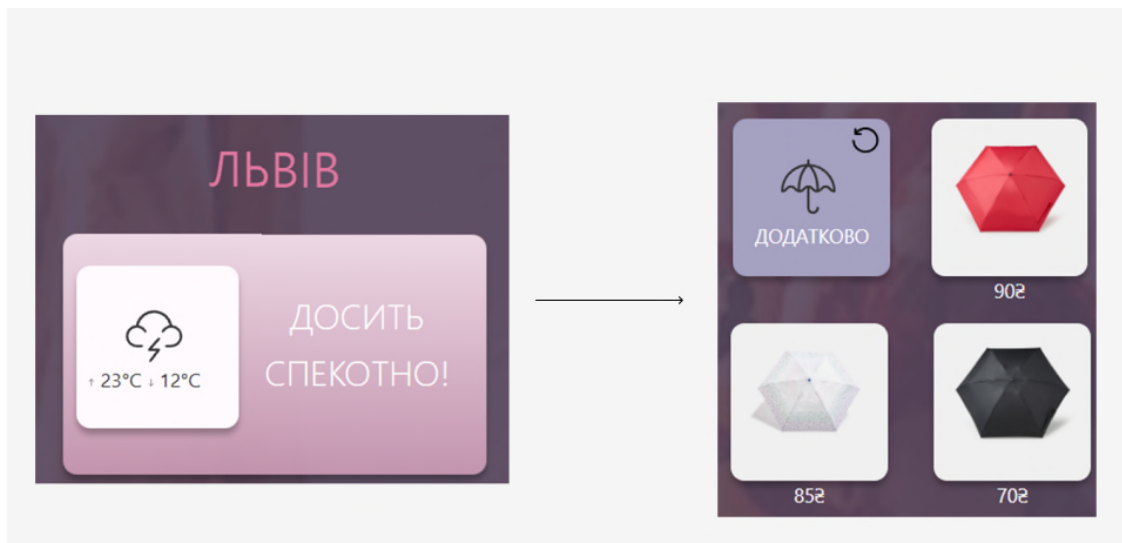 ЛЬВІВ
ДОСИТЬ
СПЕКОТНО!
↑ 23°C ↓ 12°C
ДОДАТКОВО
90₴
85₴
70₴